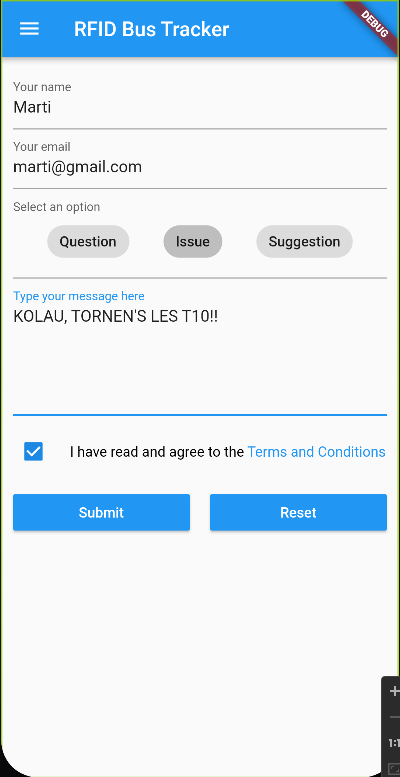 RFID Bus Tracker
DEBUG
Your name
Marti
Your email
marti@gmail.com
Select an option
Question Issue Suggestion
Type your message here
KOLAU, TORNEN'S LES T10!!
I have read and agree to the Terms and Conditions
Submit Reset